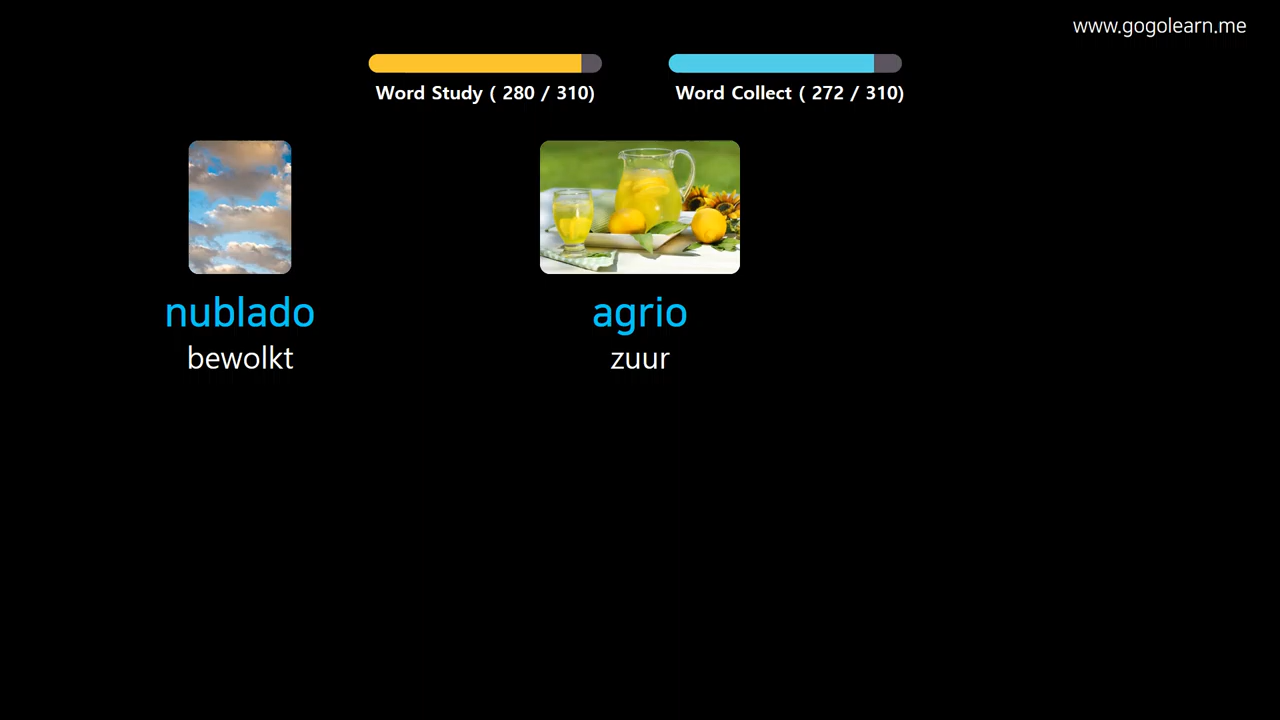 www.gogolearn.me
Word Study ( 280 / 310)
Word Collect ( 272 / 310)
nublado
bewolkt
agrio
zuur